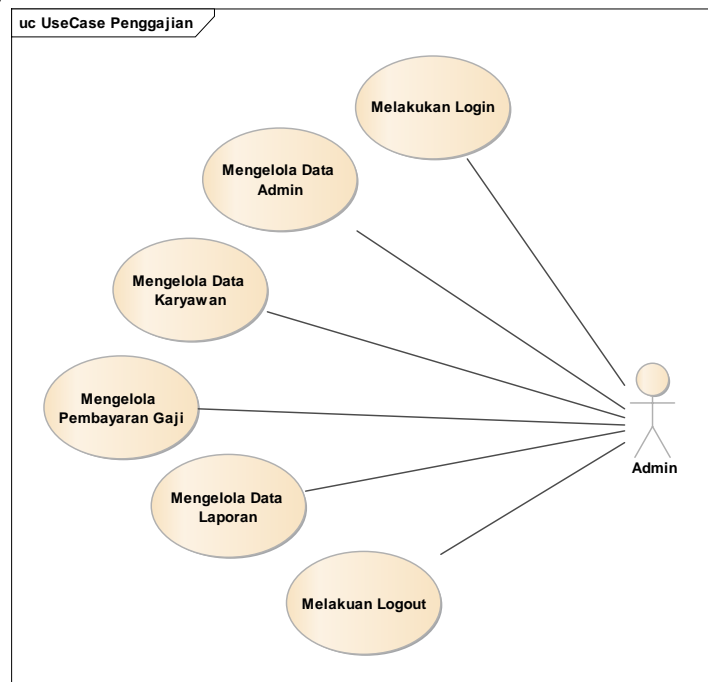 uc UseCase Penggajian
Melakukan Login
Mengelola Data
Admin
Mengelola Data
Karyawan
Mengelola
Pembayaran Gaji
Admin
Mengelola Data
Laporan
Melakuan Logout